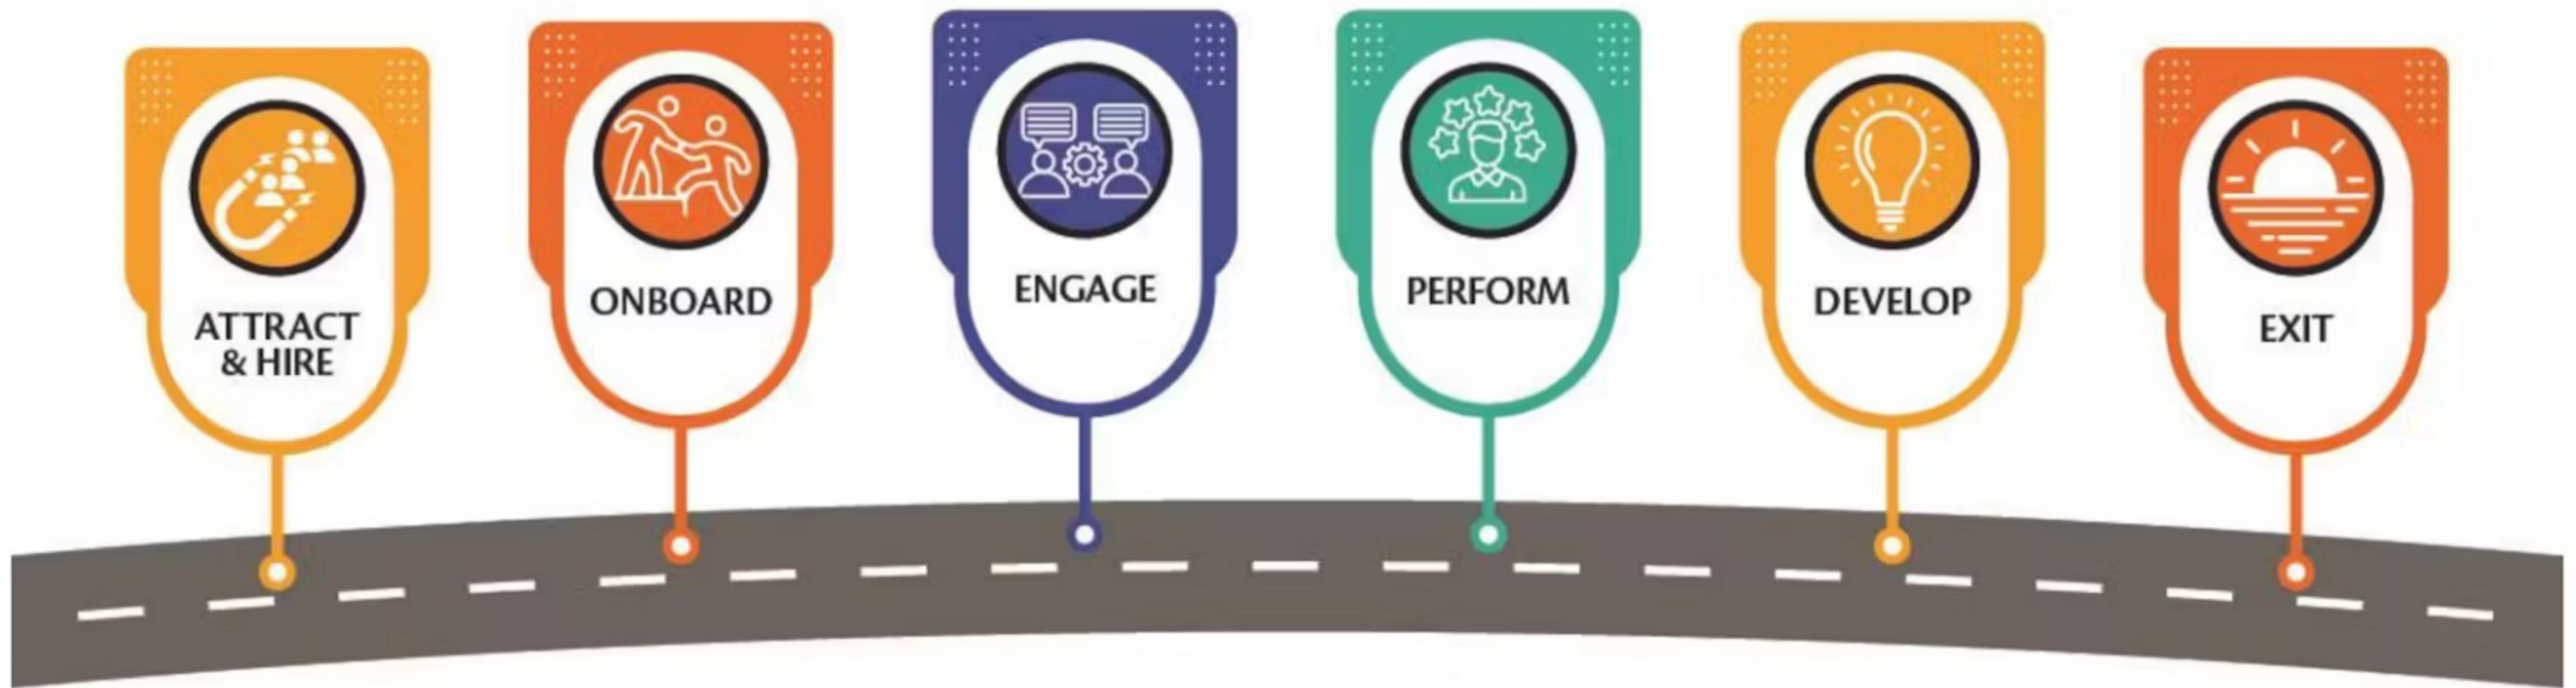 ATTRACT
& HIRE
ONBOARD
ENGAGE
PERFORM
DEVELOP
EXIT